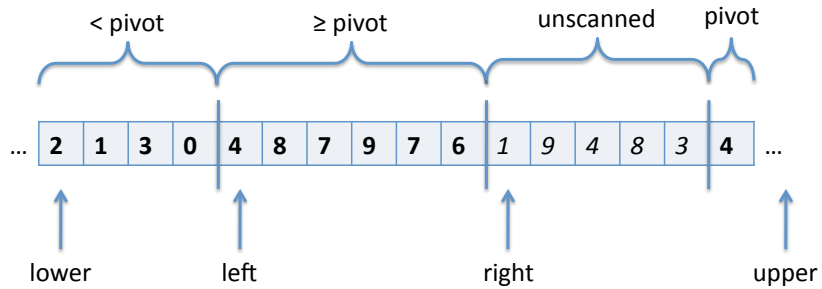 < pivot ≥ pivot unscanned pivot
... 2 1 3 0 4 8 7 9 7 6 1 9 4 8 3 4 ...
lower left right upper